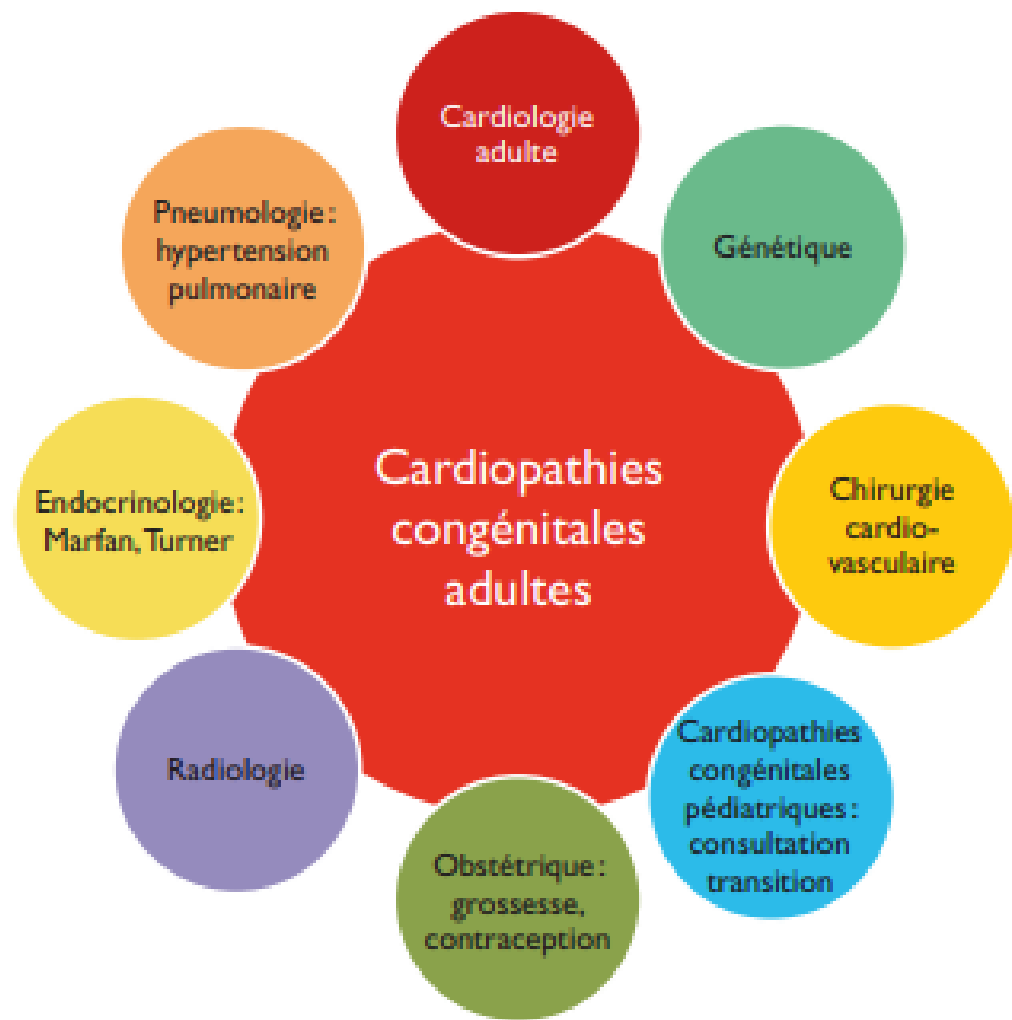 Cardiologie
adulte
Génétique
Chirurgie
cardio-
vasculaire
Cardiopathies
congénitales
pédiatriques :
consultation
transition
Obstétrique :
grossesse,
contraception
Radiologie
Endocrinologie :
Marfan, Turner
Pneumologie :
hypertension
pulmonaire
Cardiopathies
congénitales
adultes